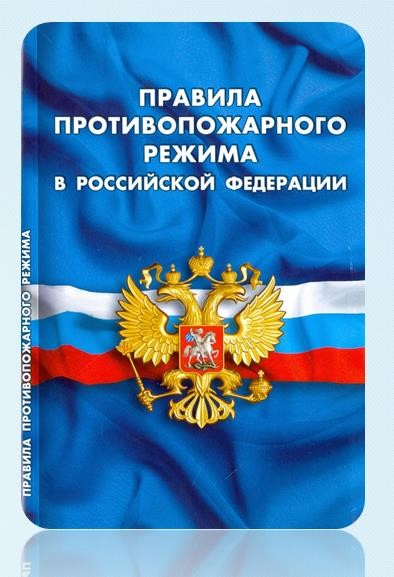 ПРАВИЛА
ПРОТИВОПОЖАРНОГО
РЕЖИМА
В РОССИЙСКОЙ ФЕДЕРАЦИИ
ПРАВИЛА ПРОТИВОПОЖАРНОГО РЕЖИМА